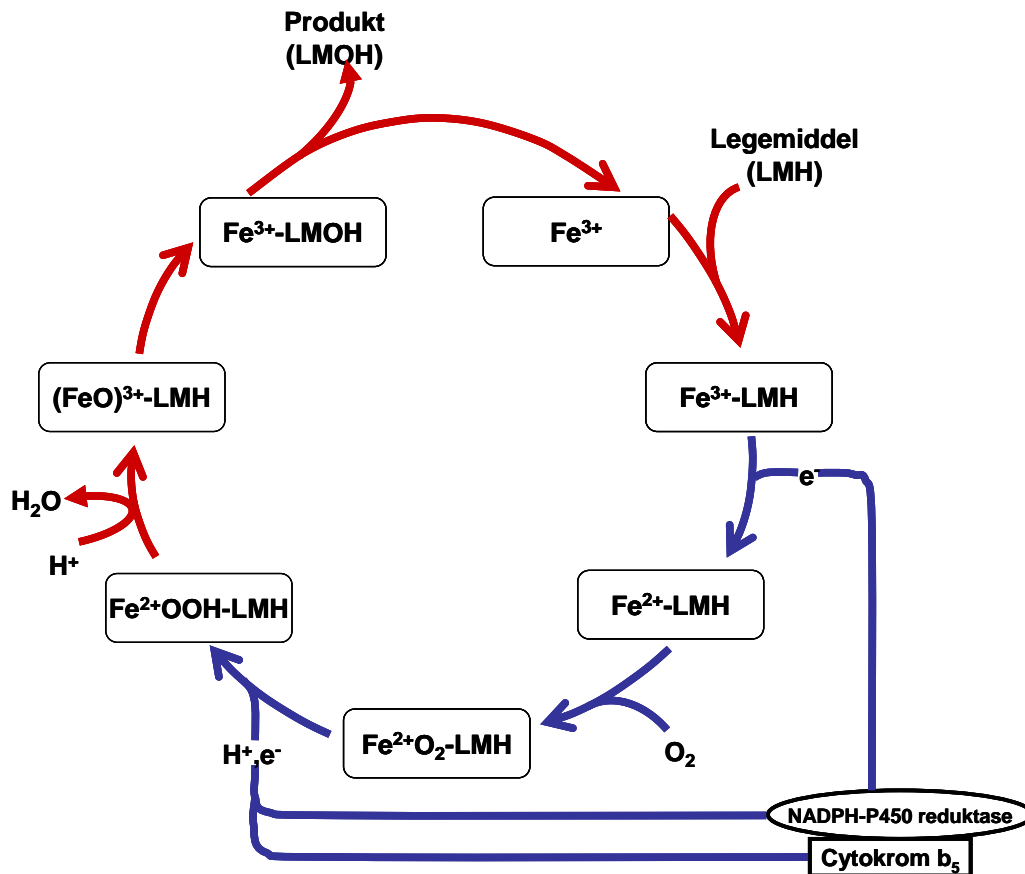 Produkt
(LMOH)
Legemiddel
(LMH)
Fe³⁺-LMOH
Fe³⁺
(FeO)³⁺-LMH
Fe³⁺-LMH
e⁻
H₂O
H⁺
Fe²⁺OOH-LMH
Fe²⁺-LMH
Fe²⁺O₂-LMH
O₂
H⁺,e⁻
NADPH-P450 reduktase
Cytokrom b₅